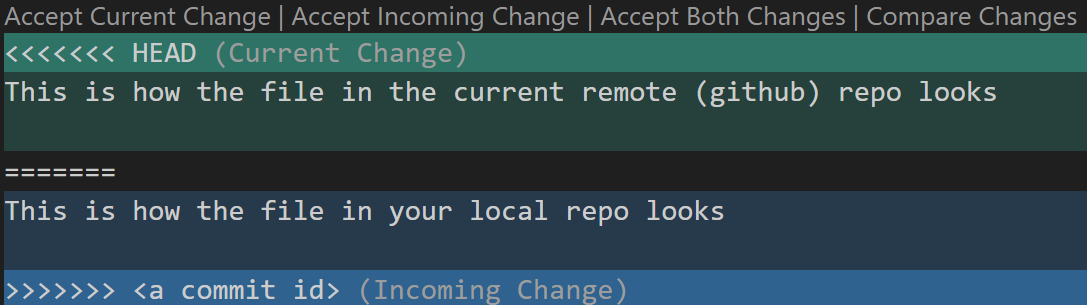 Accept Current Change | Accept Incoming Change | Accept Both Changes | Compare Changes
<<<<<<< HEAD (Current Change)
This is how the file in the current remote (github) repo looks
=======
This is how the file in your local repo looks
>>>>>>> <a commit id> (Incoming Change)